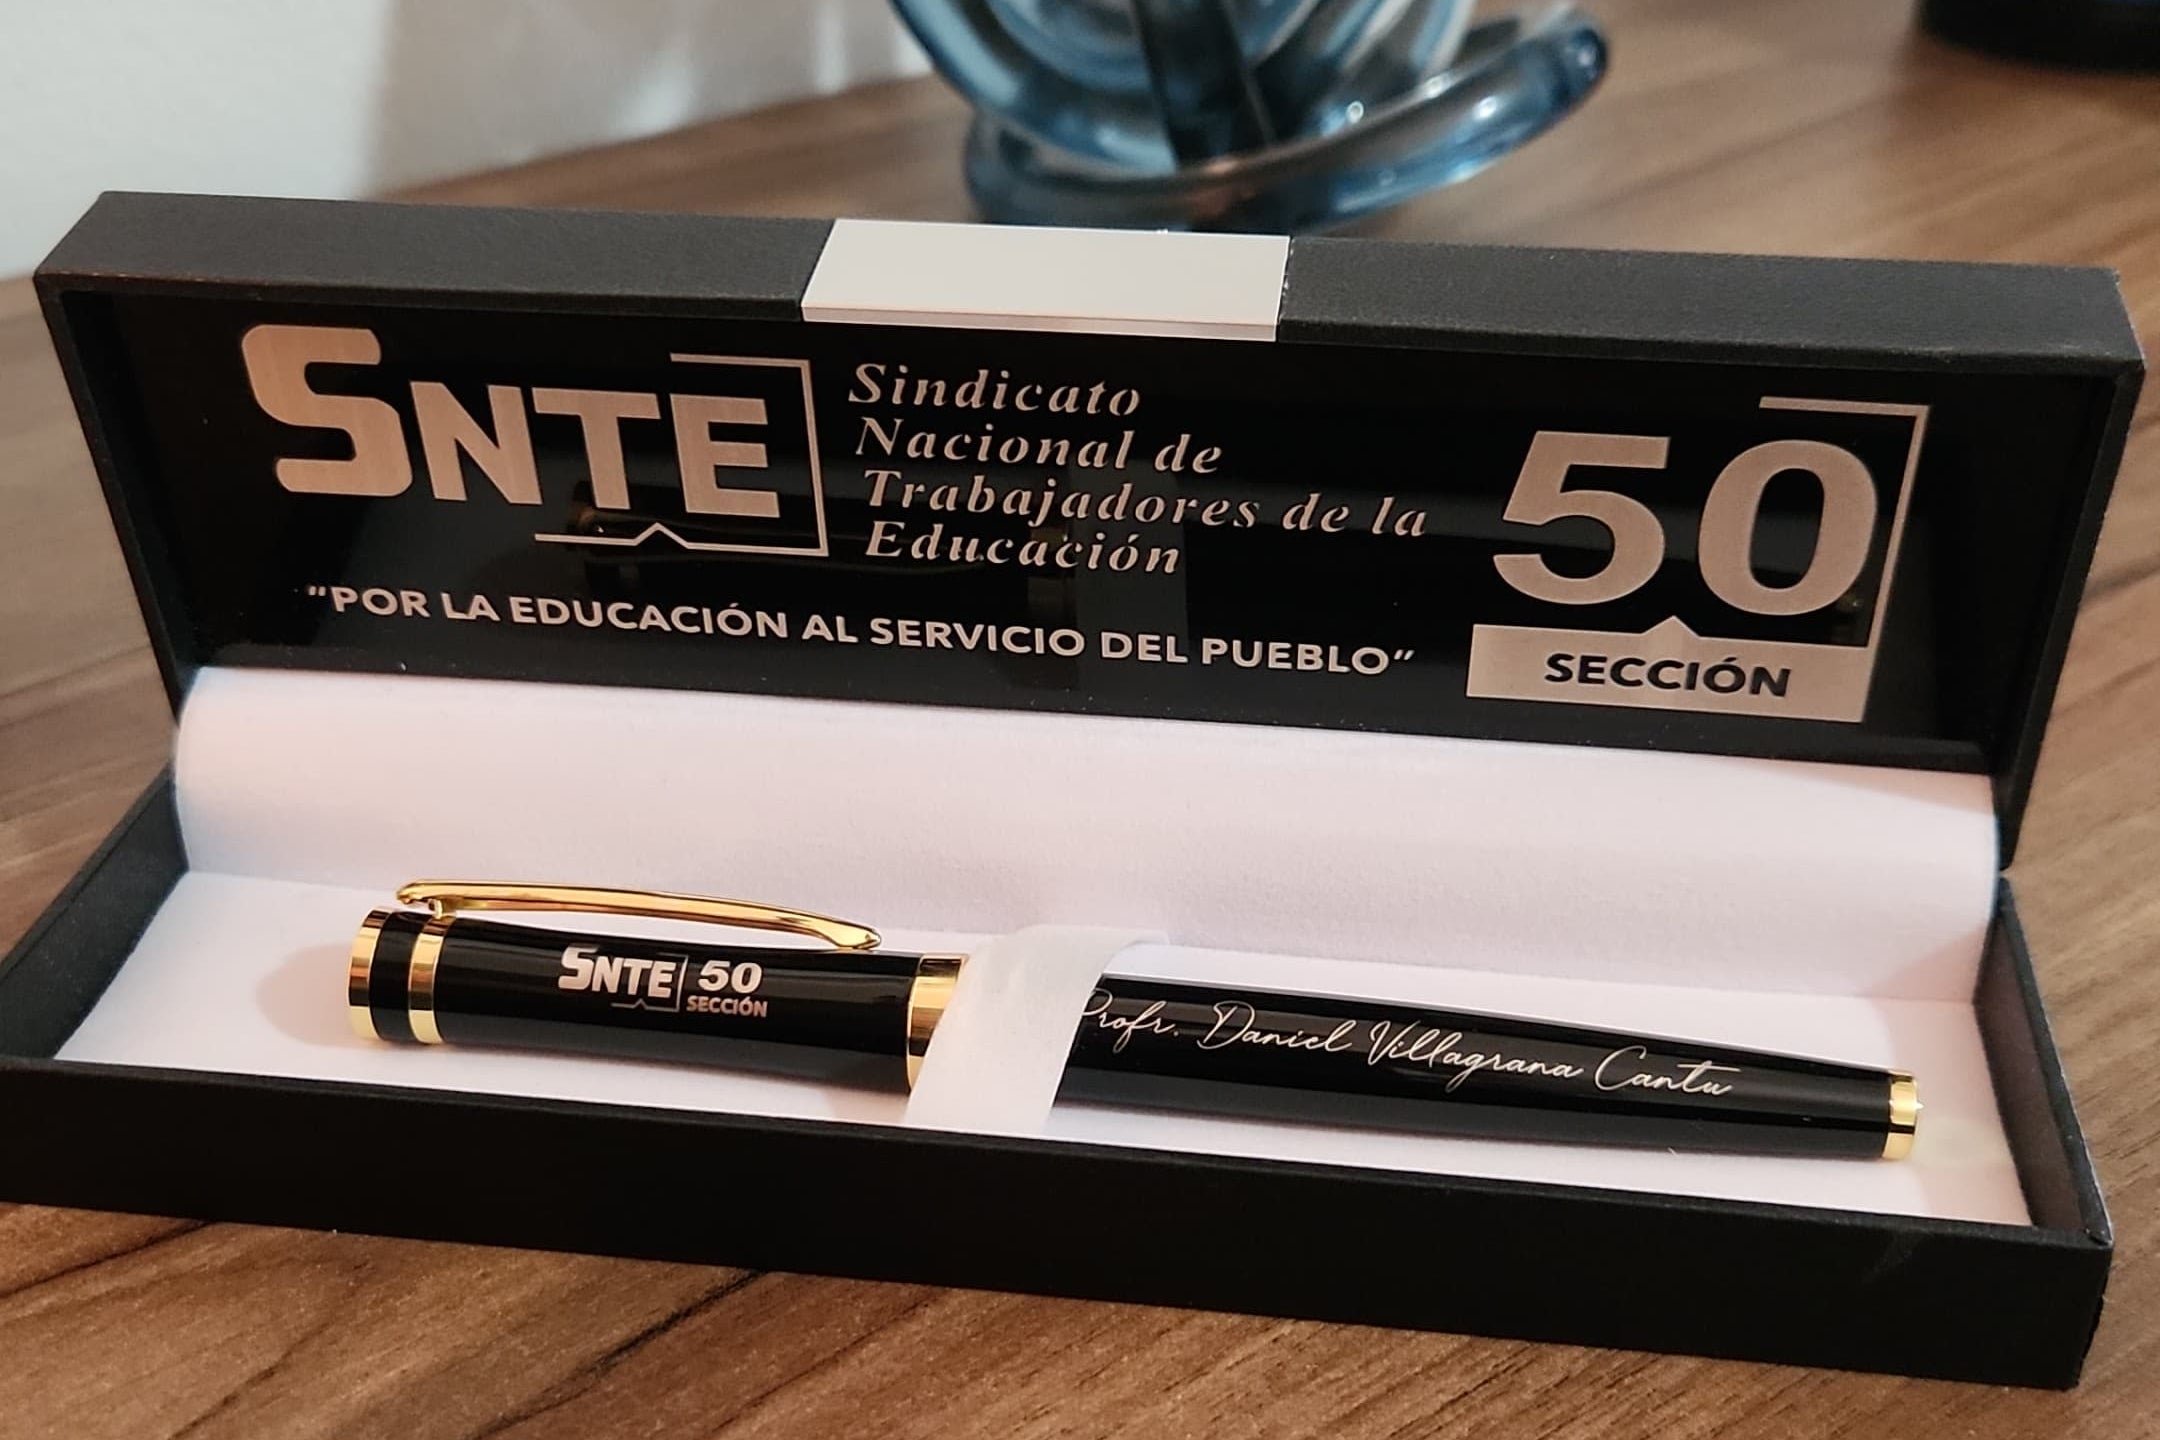 SNTE
Sindicato
Nacional de
Trabajadores de la
Educación
"POR LA EDUCACIÓN AL SERVICIO DEL PUEBLO"
50
SECCIÓN
SNTE
50
SECCIÓN
Profr. Daniel Villagrana Cantu